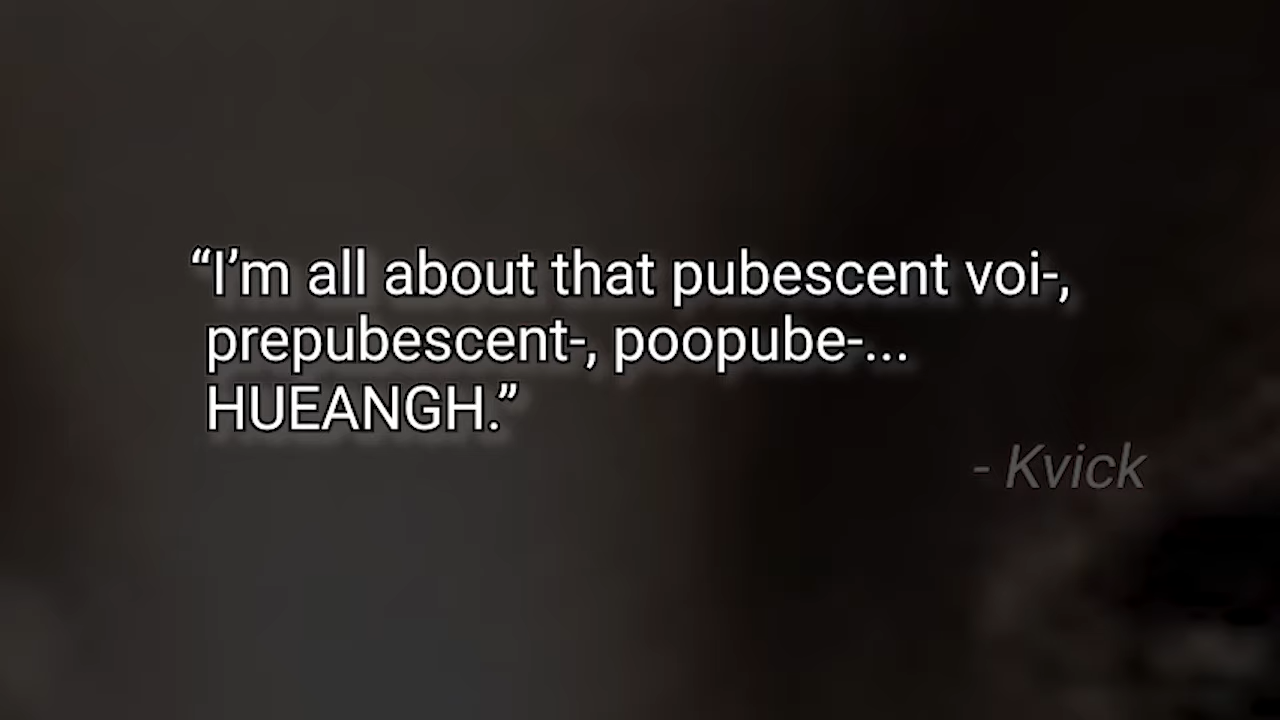 “I’m all about that pubescent voi-,
prepubescent-, poopube-...
HUEANGH.”
- Kvick